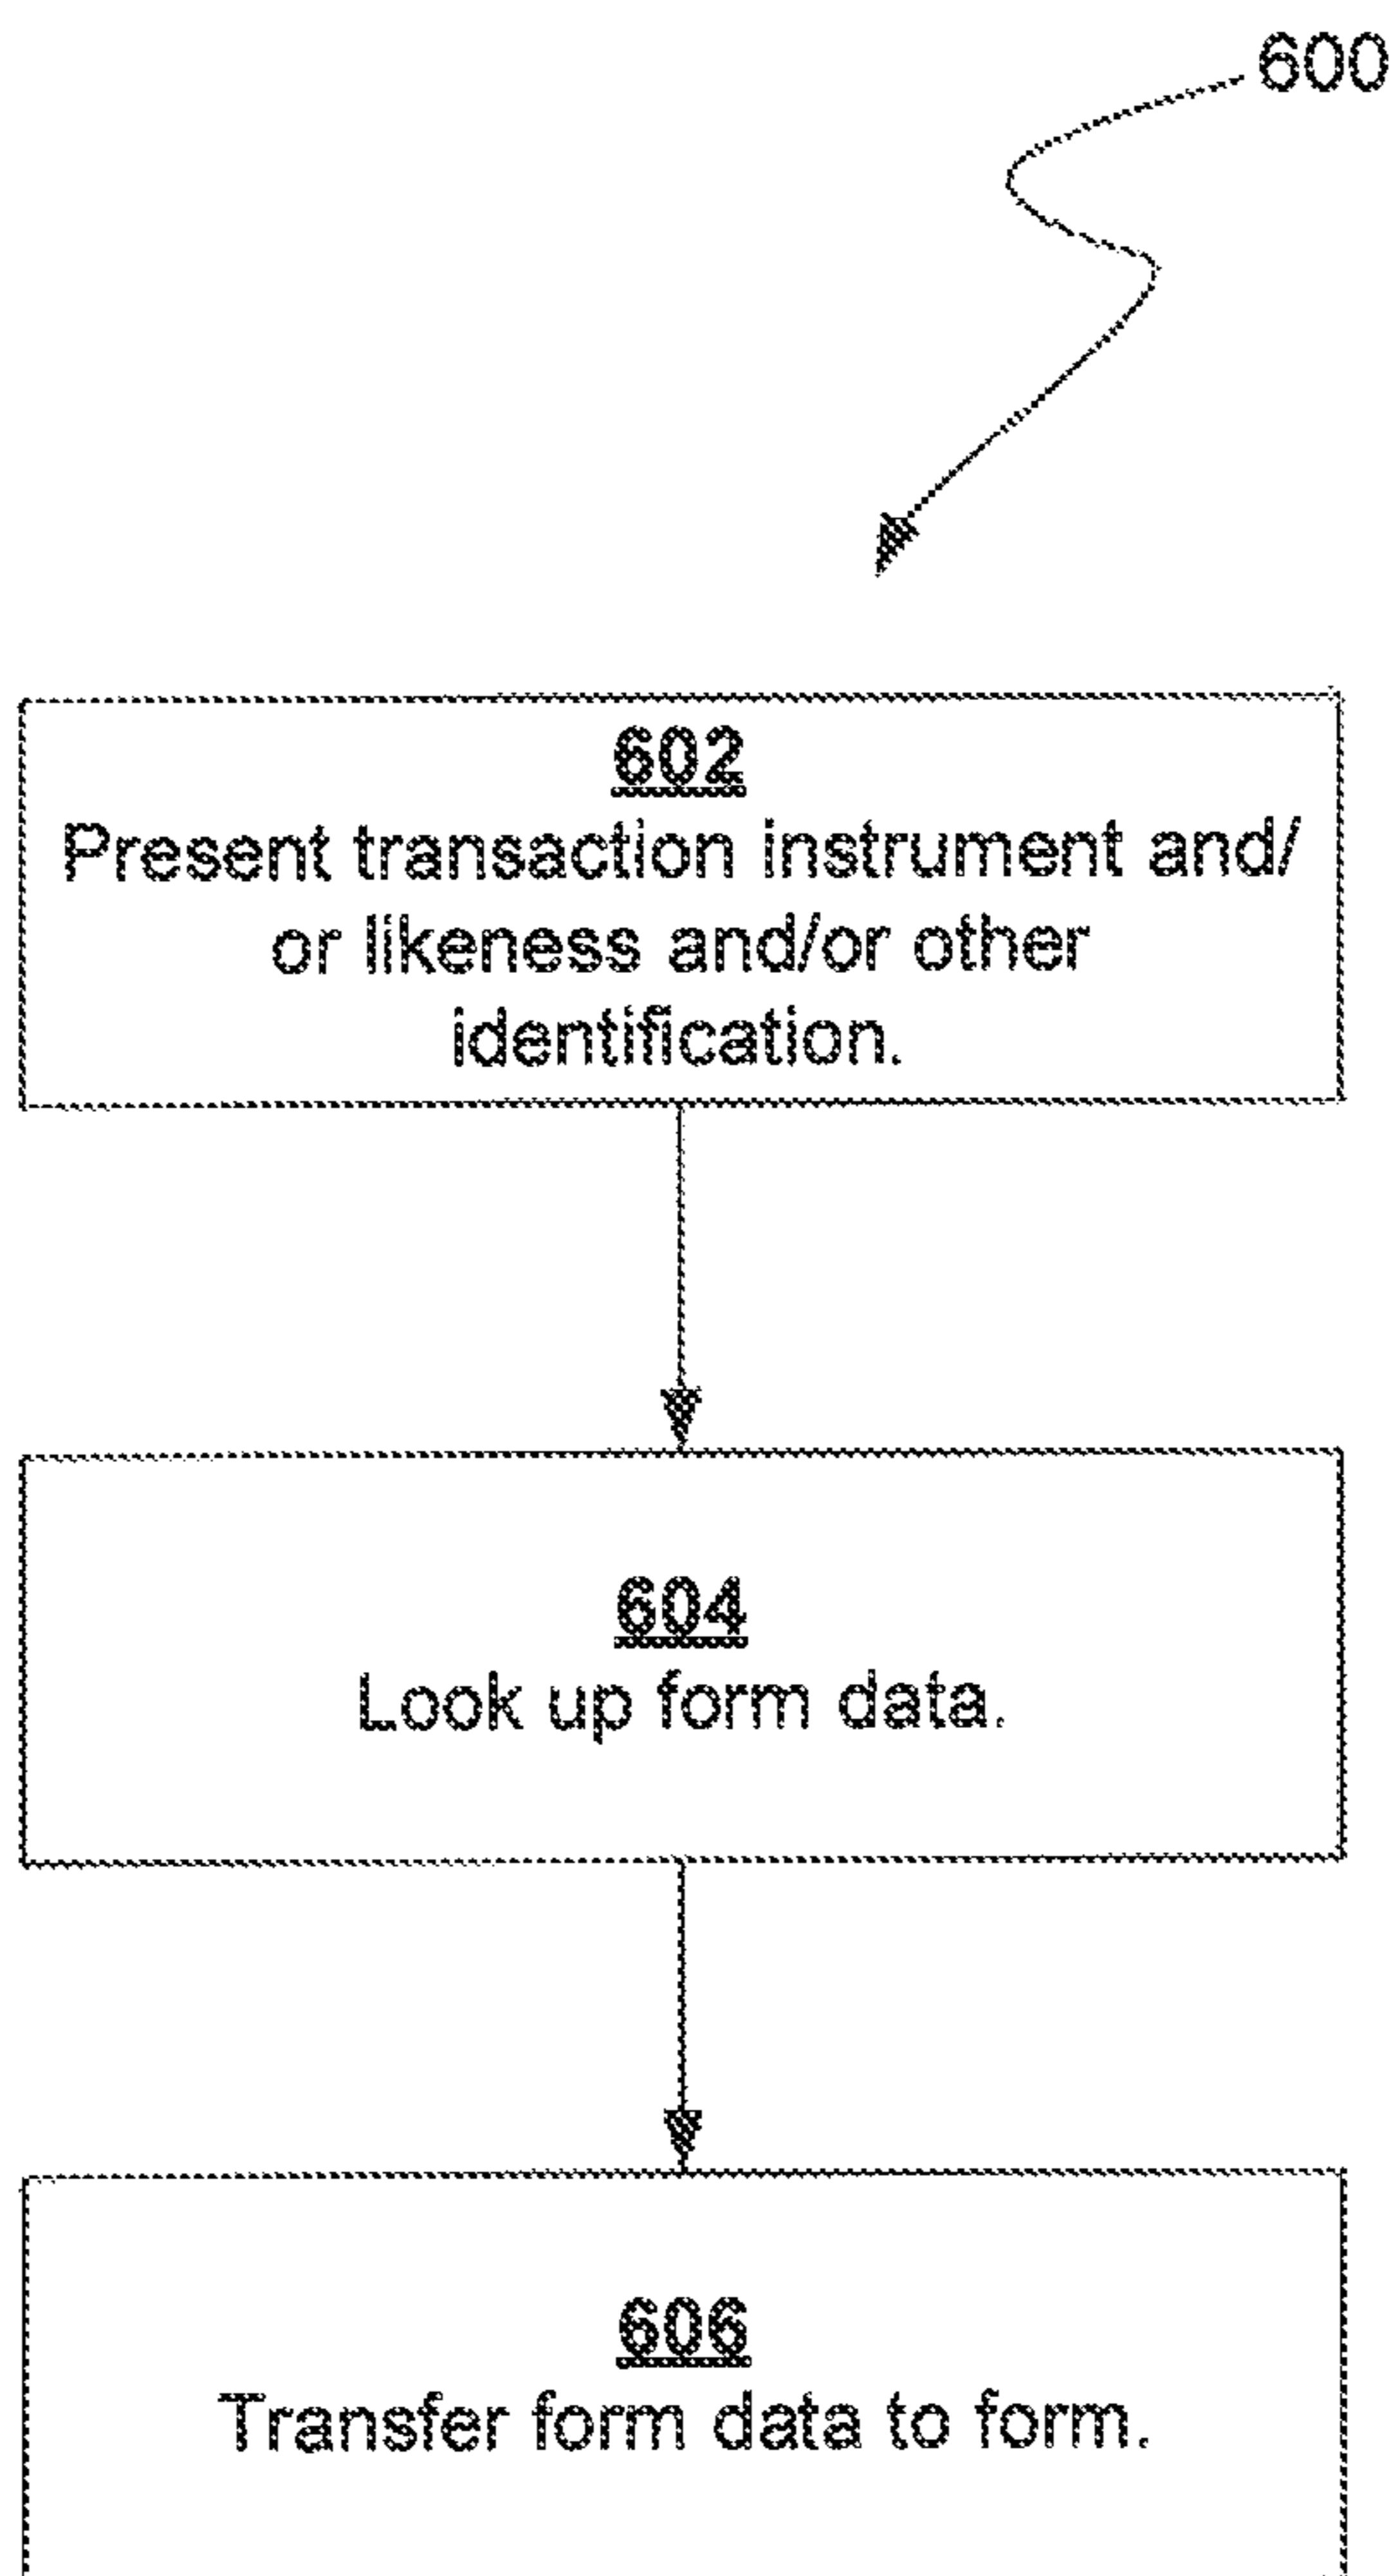 600
602
Present transaction instrument and/
or likeness and/or other
identification.
604
Look up form data.
606
Transfer form data to form.